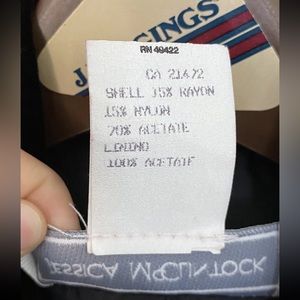 RN 49422
CA 21472
SHELL 15% RAYON
15% NYLON
70% ACETATE
LINING
100% ACETATE
JESSICA McCLINTOCK